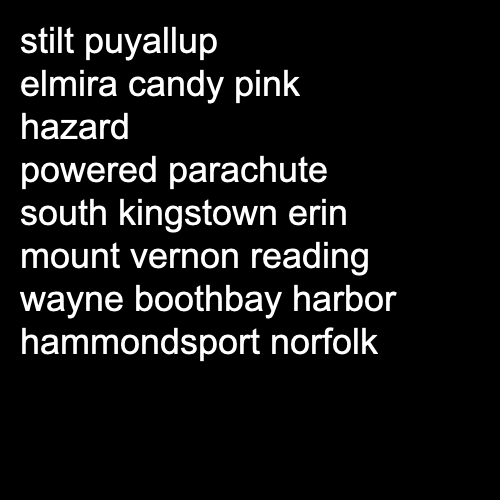 stilt puyallup
elmira candy pink
hazard
powered parachute
south kingstown erin
mount vernon reading
wayne boothbay harbor
hammondsport norfolk